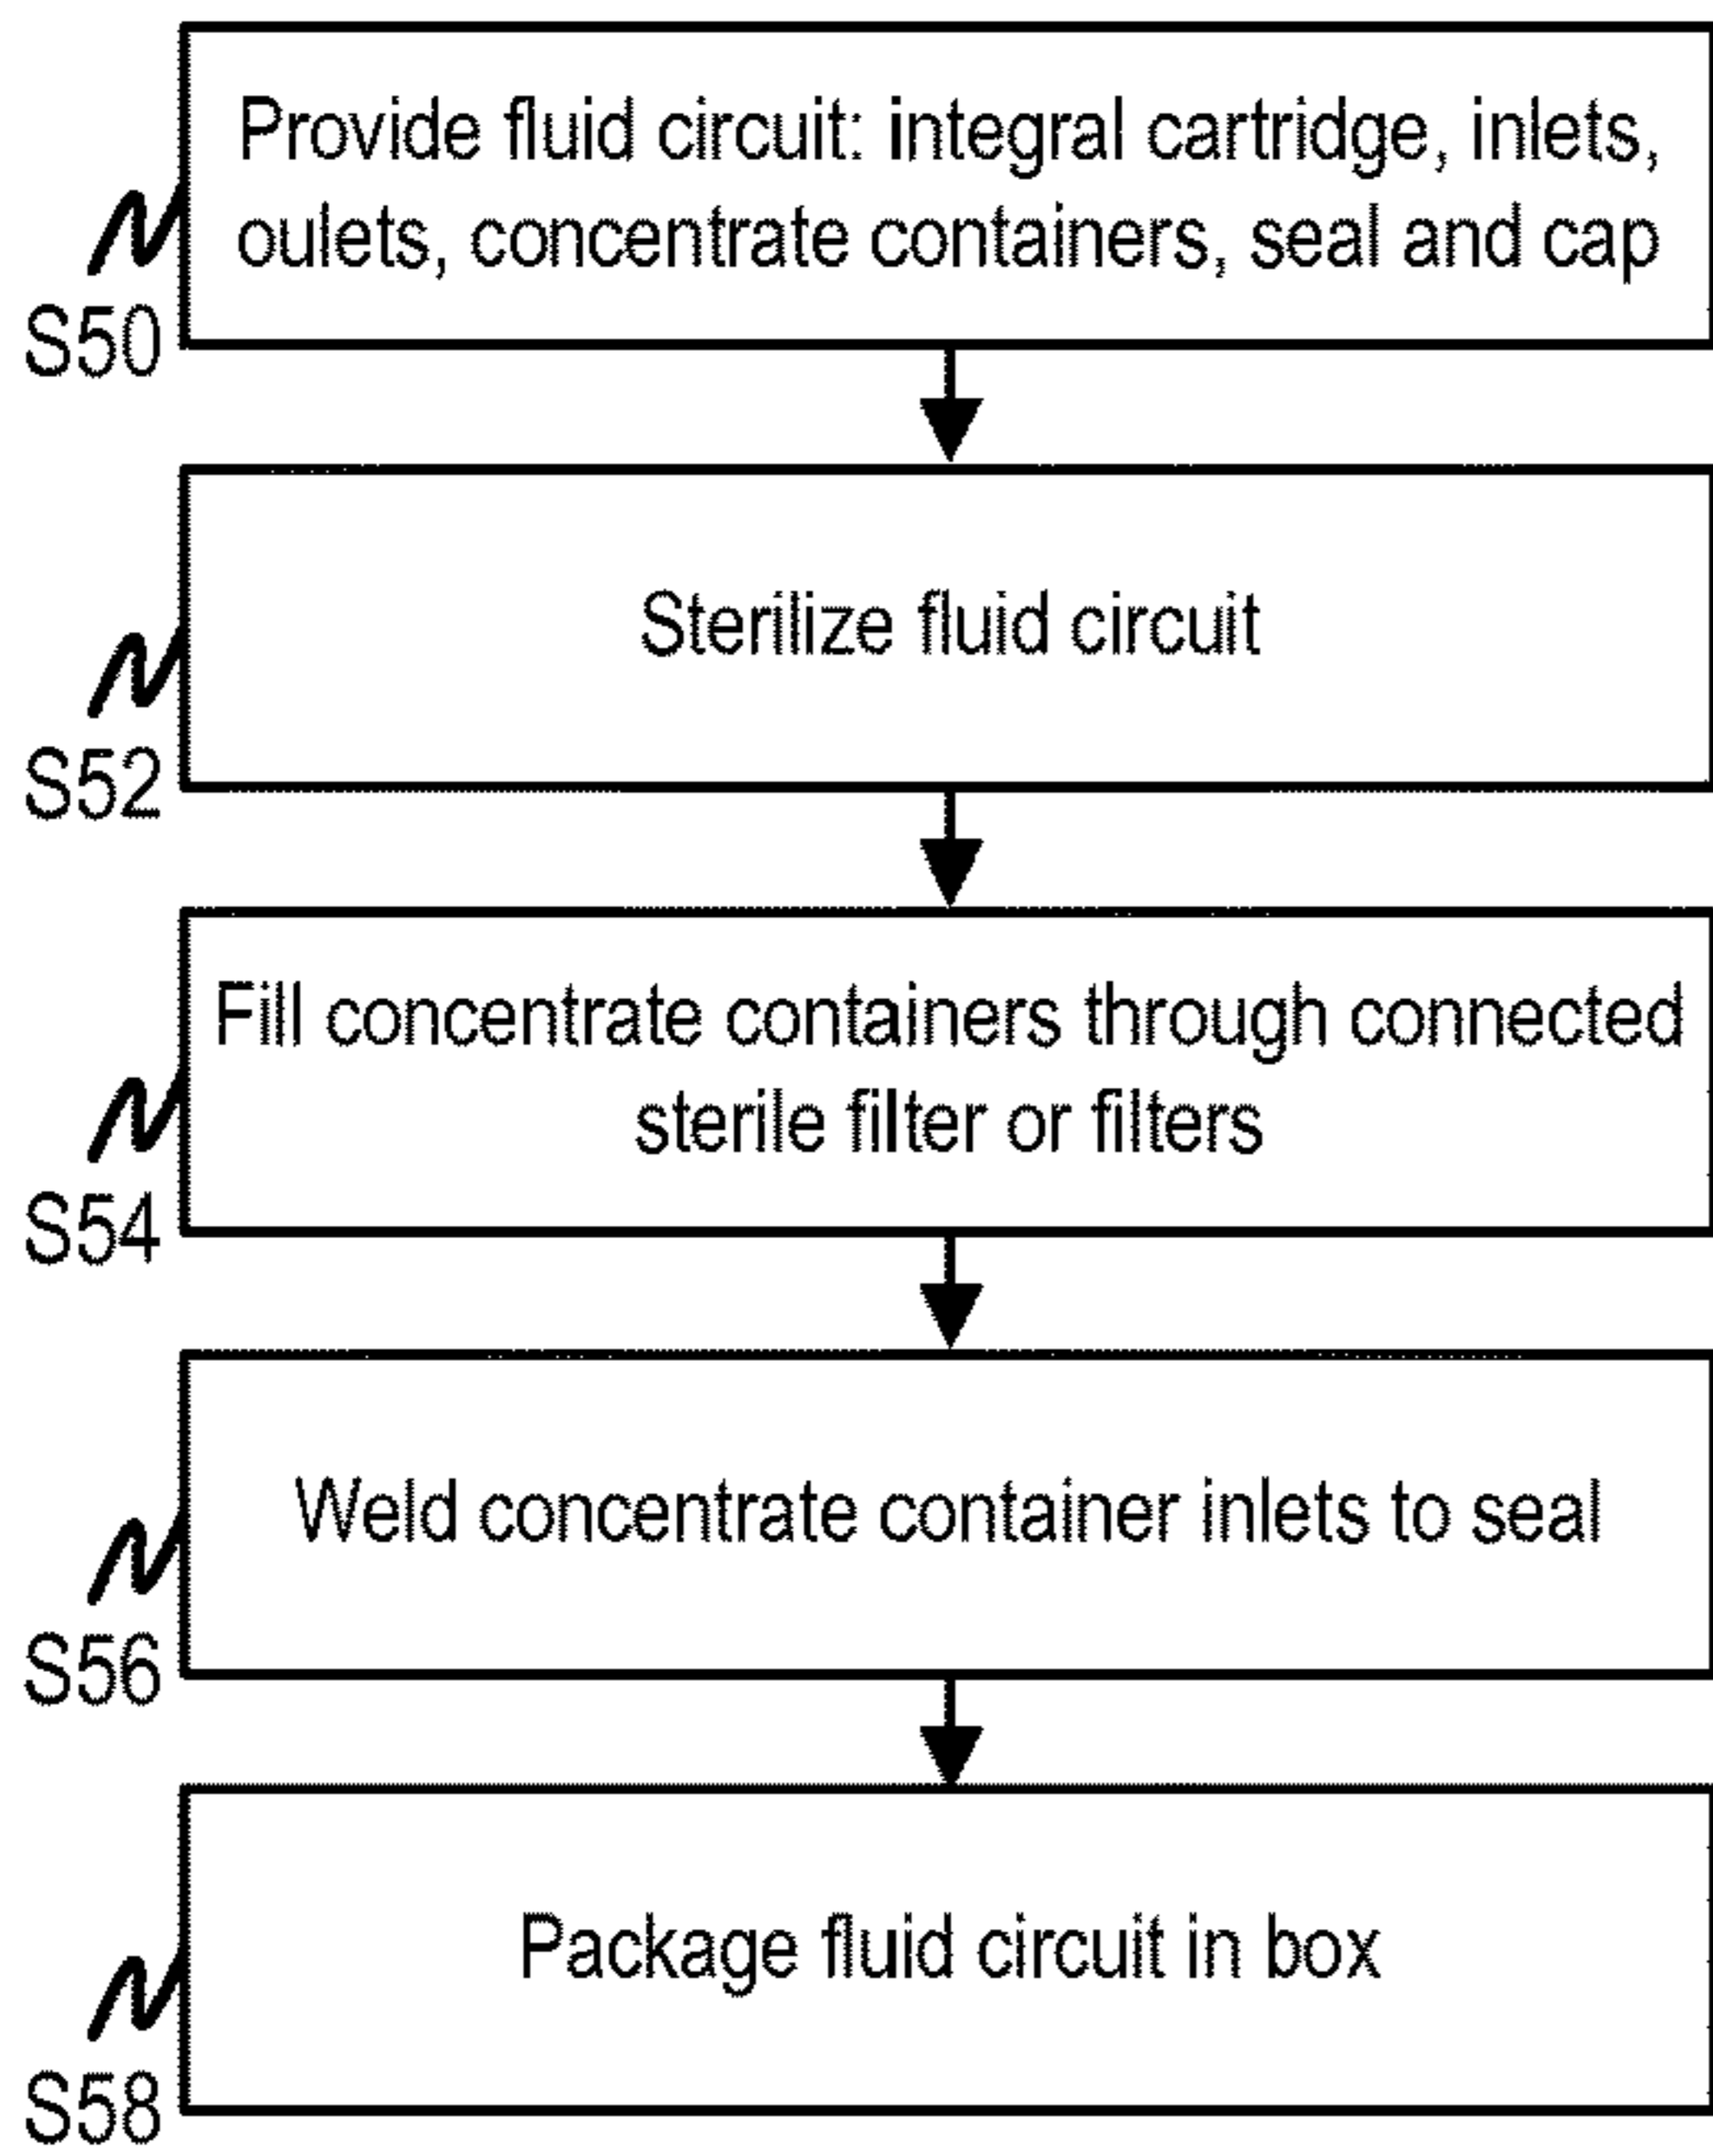 Provide fluid circuit: integral cartridge, inlets,
oulets, concentrate containers, seal and cap
S50
Sterilize fluid circuit
S52
Fill concentrate containers through connected
sterile filter or filters
S54
Weld concentrate container inlets to seal
S56
Package fluid circuit in box
S58